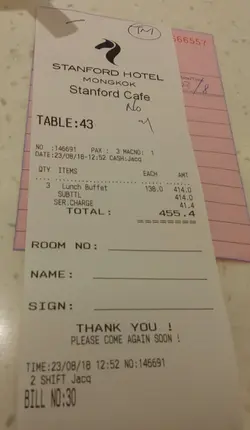 TM
566557
STANFORD HOTEL
MONGKOK
Stanford Cafe
No
TABLE:43
NO :146691 PAX : 3 MACNO: 1
DATE:23/08/18-12:52 CASH:Jacq
QTY ITEMS EACH AMT
3 Lunch Buffet 138.0 414.0
SUBTTL 414.0
SER.CHARGE 41.4
TOTAL: 455.4
========
ROOM NO:
NAME:
SIGN:
THANK YOU !
PLEASE COME AGAIN SOON !
TIME:23/08/18 12:52 NO:146691
2 SHIFT Jacq
BILL NO:30